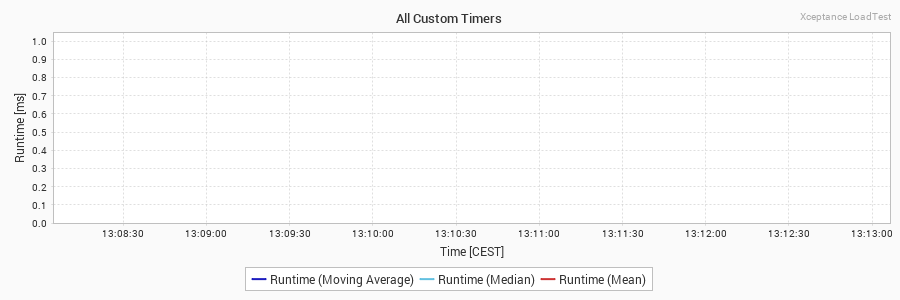 All Custom Timers
Xceptance LoadTest
Runtime [ms]
1.0
0.9
0.8
0.7
0.6
0.5
0.4
0.3
0.2
0.1
0.0
13:08:30 13:09:00 13:09:30 13:10:00 13:10:30 13:11:00 13:11:30 13:12:00 13:12:30 13:13:00
Time [CEST]
Runtime (Moving Average) Runtime (Median) Runtime (Mean)